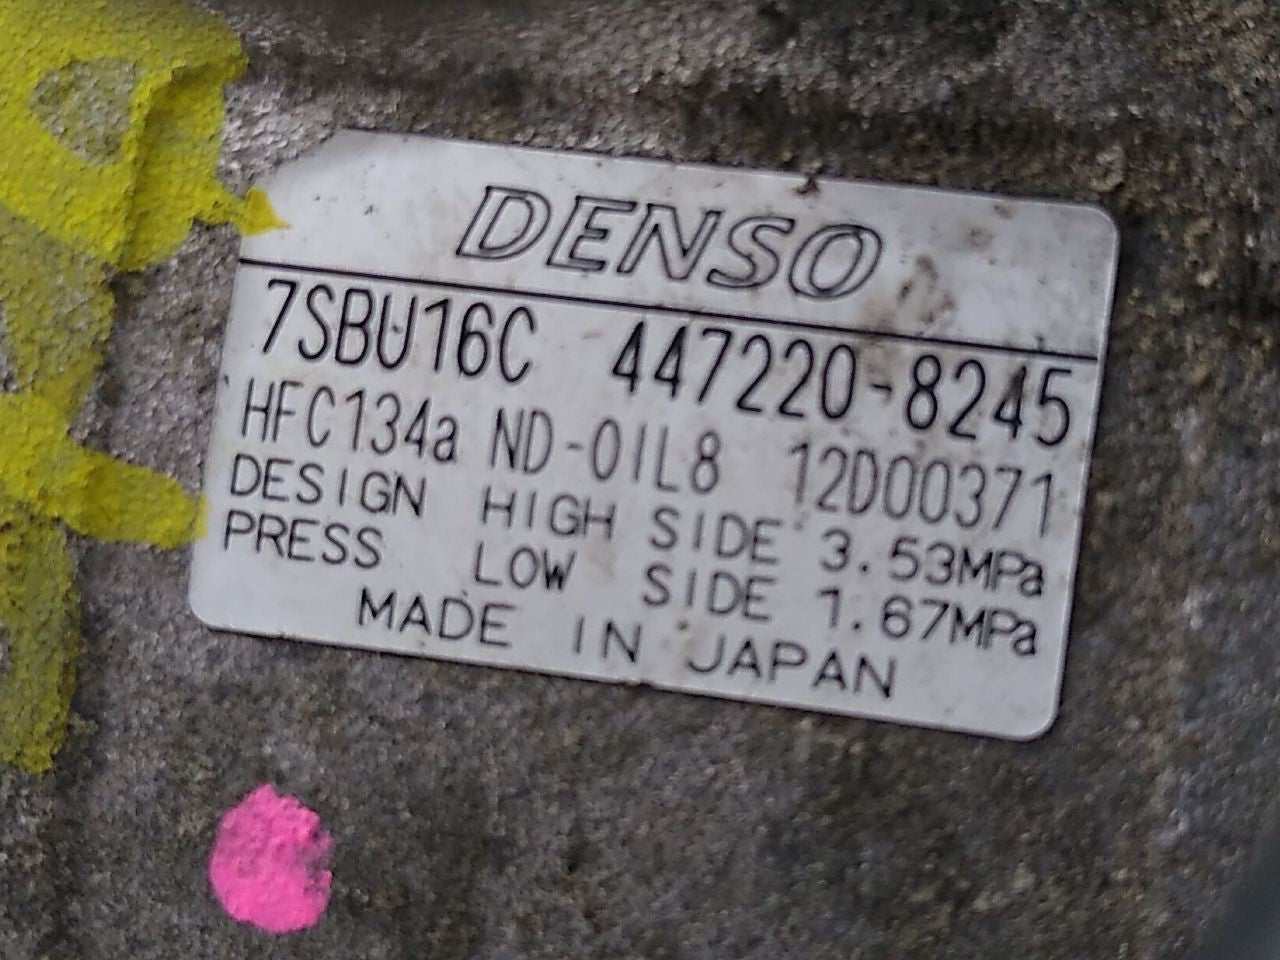 DENSO
7SBU16C 447220-8245
HFC134a ND-OIL8 12D00371
DESIGN HIGH SIDE 3.53MPa
PRESS LOW SIDE 1.67MPa
MADE IN JAPAN